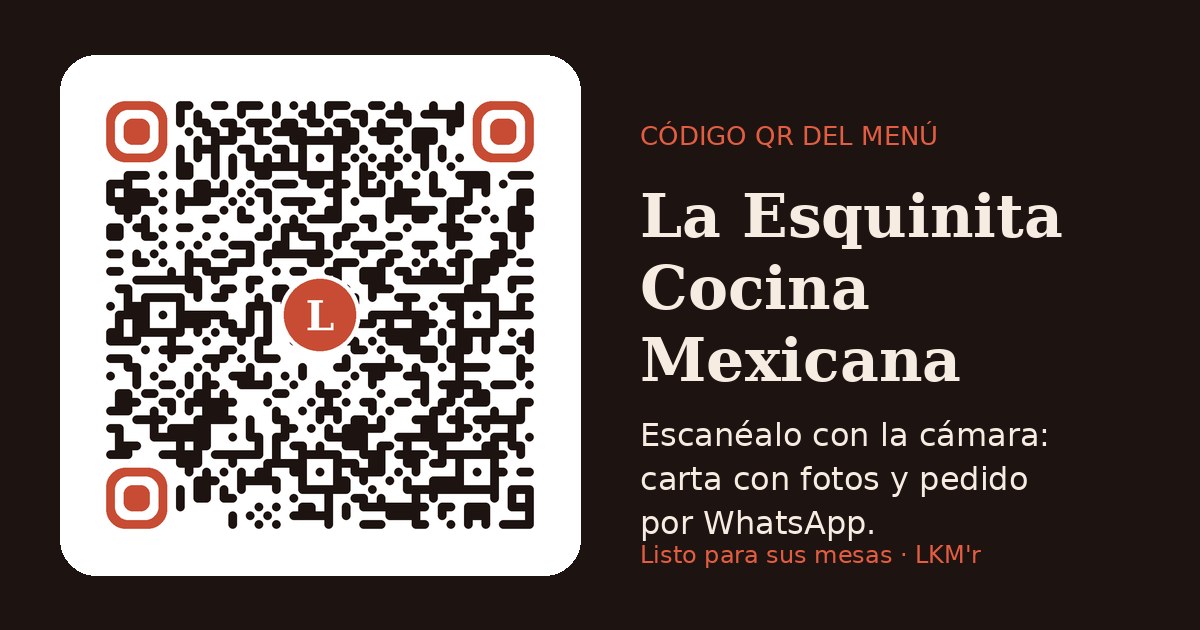 L
CÓDIGO QR DEL MENÚ
La Esquinita
Cocina
Mexicana
Escanéalo con la cámara:
carta con fotos y pedido
por WhatsApp.
Listo para sus mesas · LKM'r